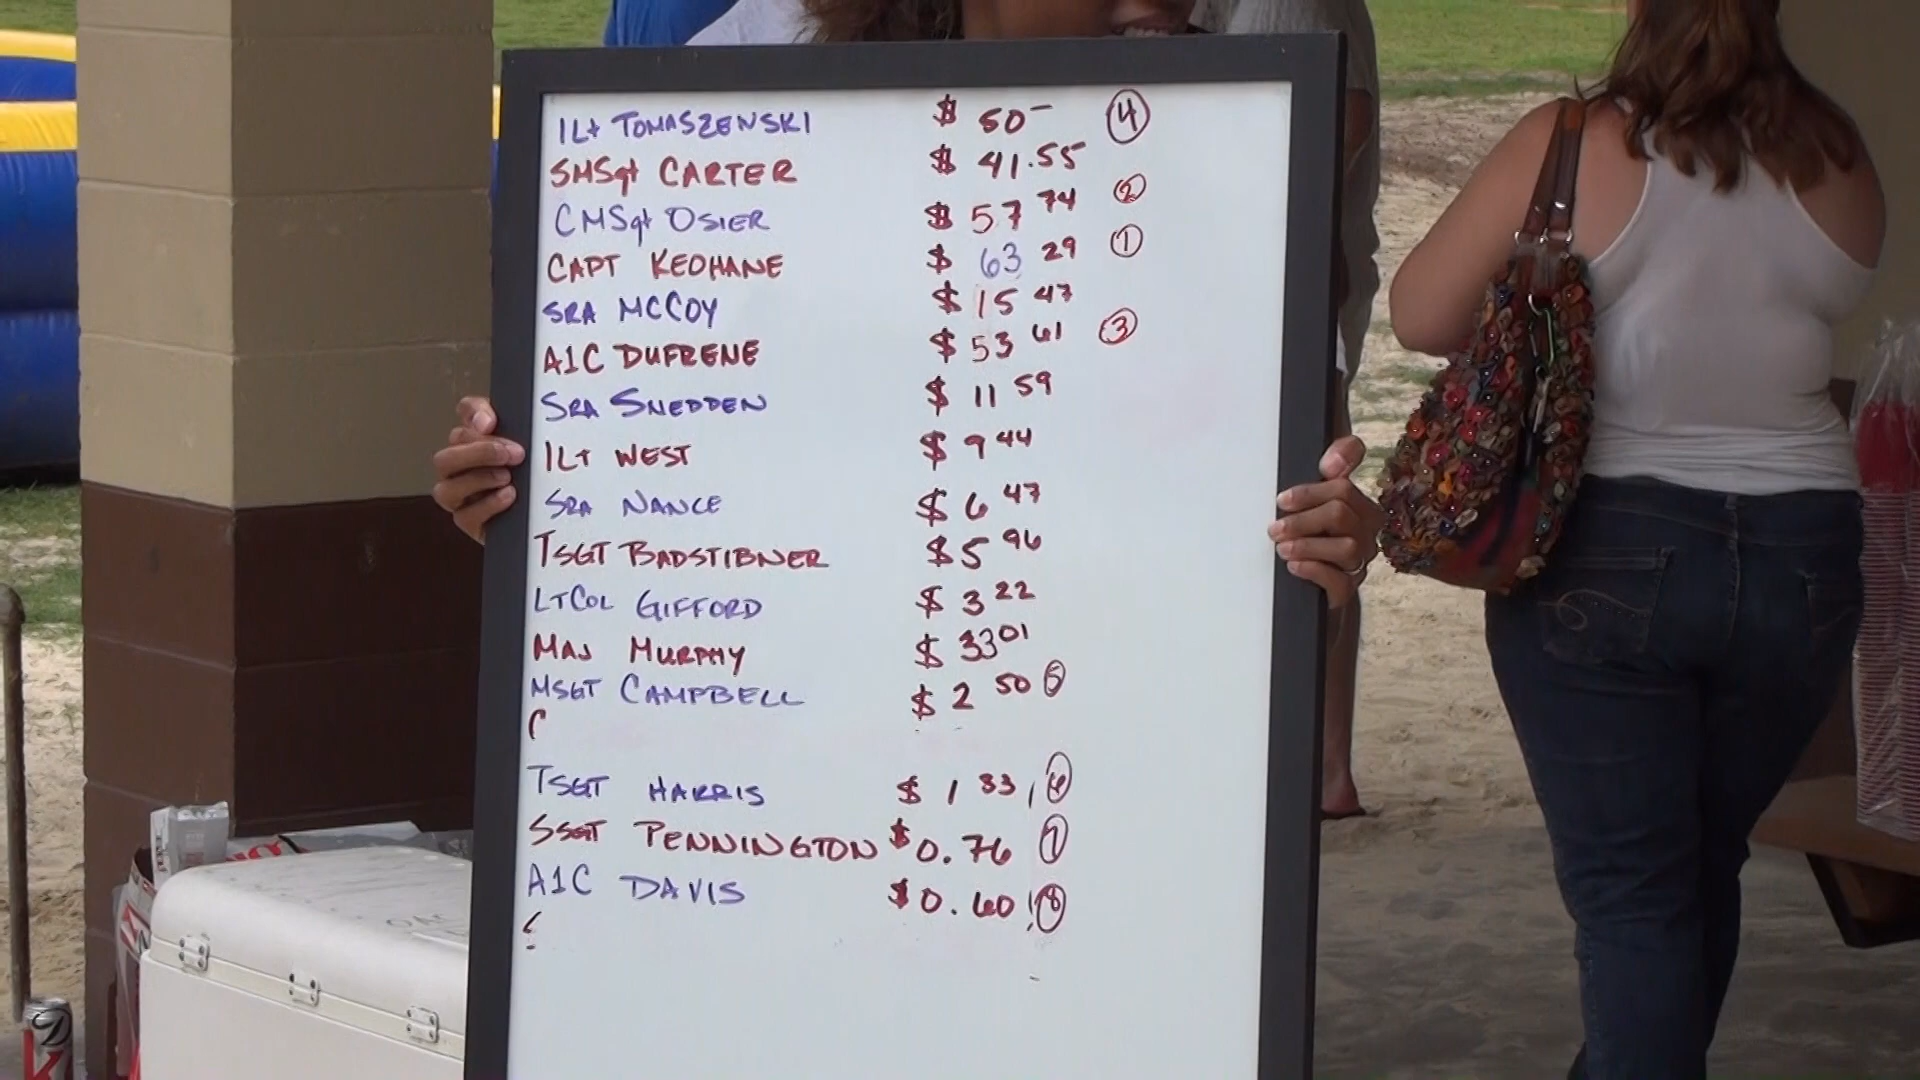 1Lt TOMASZENSKI $ 50– 4
SMSgt CARTER $ 41.55
CMSgt OSIER $ 57 74 2
CAPT KEOHANE $ 63 29 1
SRA MCCOY $ 15 47
A1C DUFRENE $ 53 61 3
SRA SNEDDEN $ 11 59
1Lt WEST $ 9 44
SRA NANCE $ 6 47
TSGT BADSTIBNER $5 96
LTCOL GIFFORD $ 3 22
MAJ MURPHY $ 33 01
MSGT CAMPBELL $ 2 50 5
TSGT HARRIS $ 1 33
SSGT PENNINGTON $0.76 7
A1C DAVIS $0.60 8